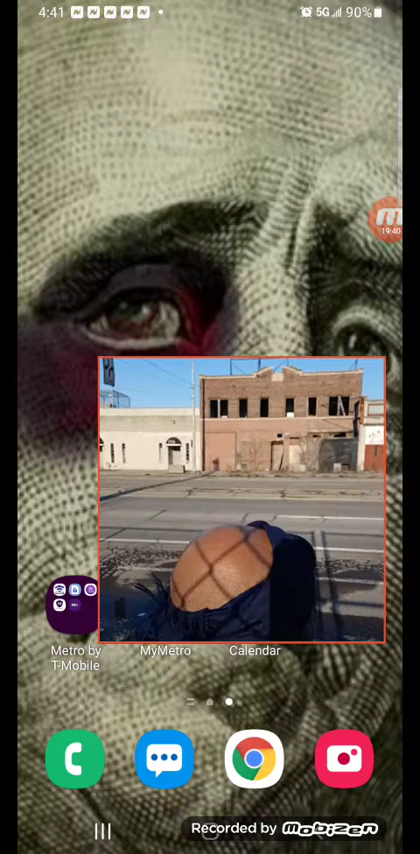 4:41
5G 90%
19:40
Metro by
T-Mobile
MyMetro
Calendar
Recorded by mobizen